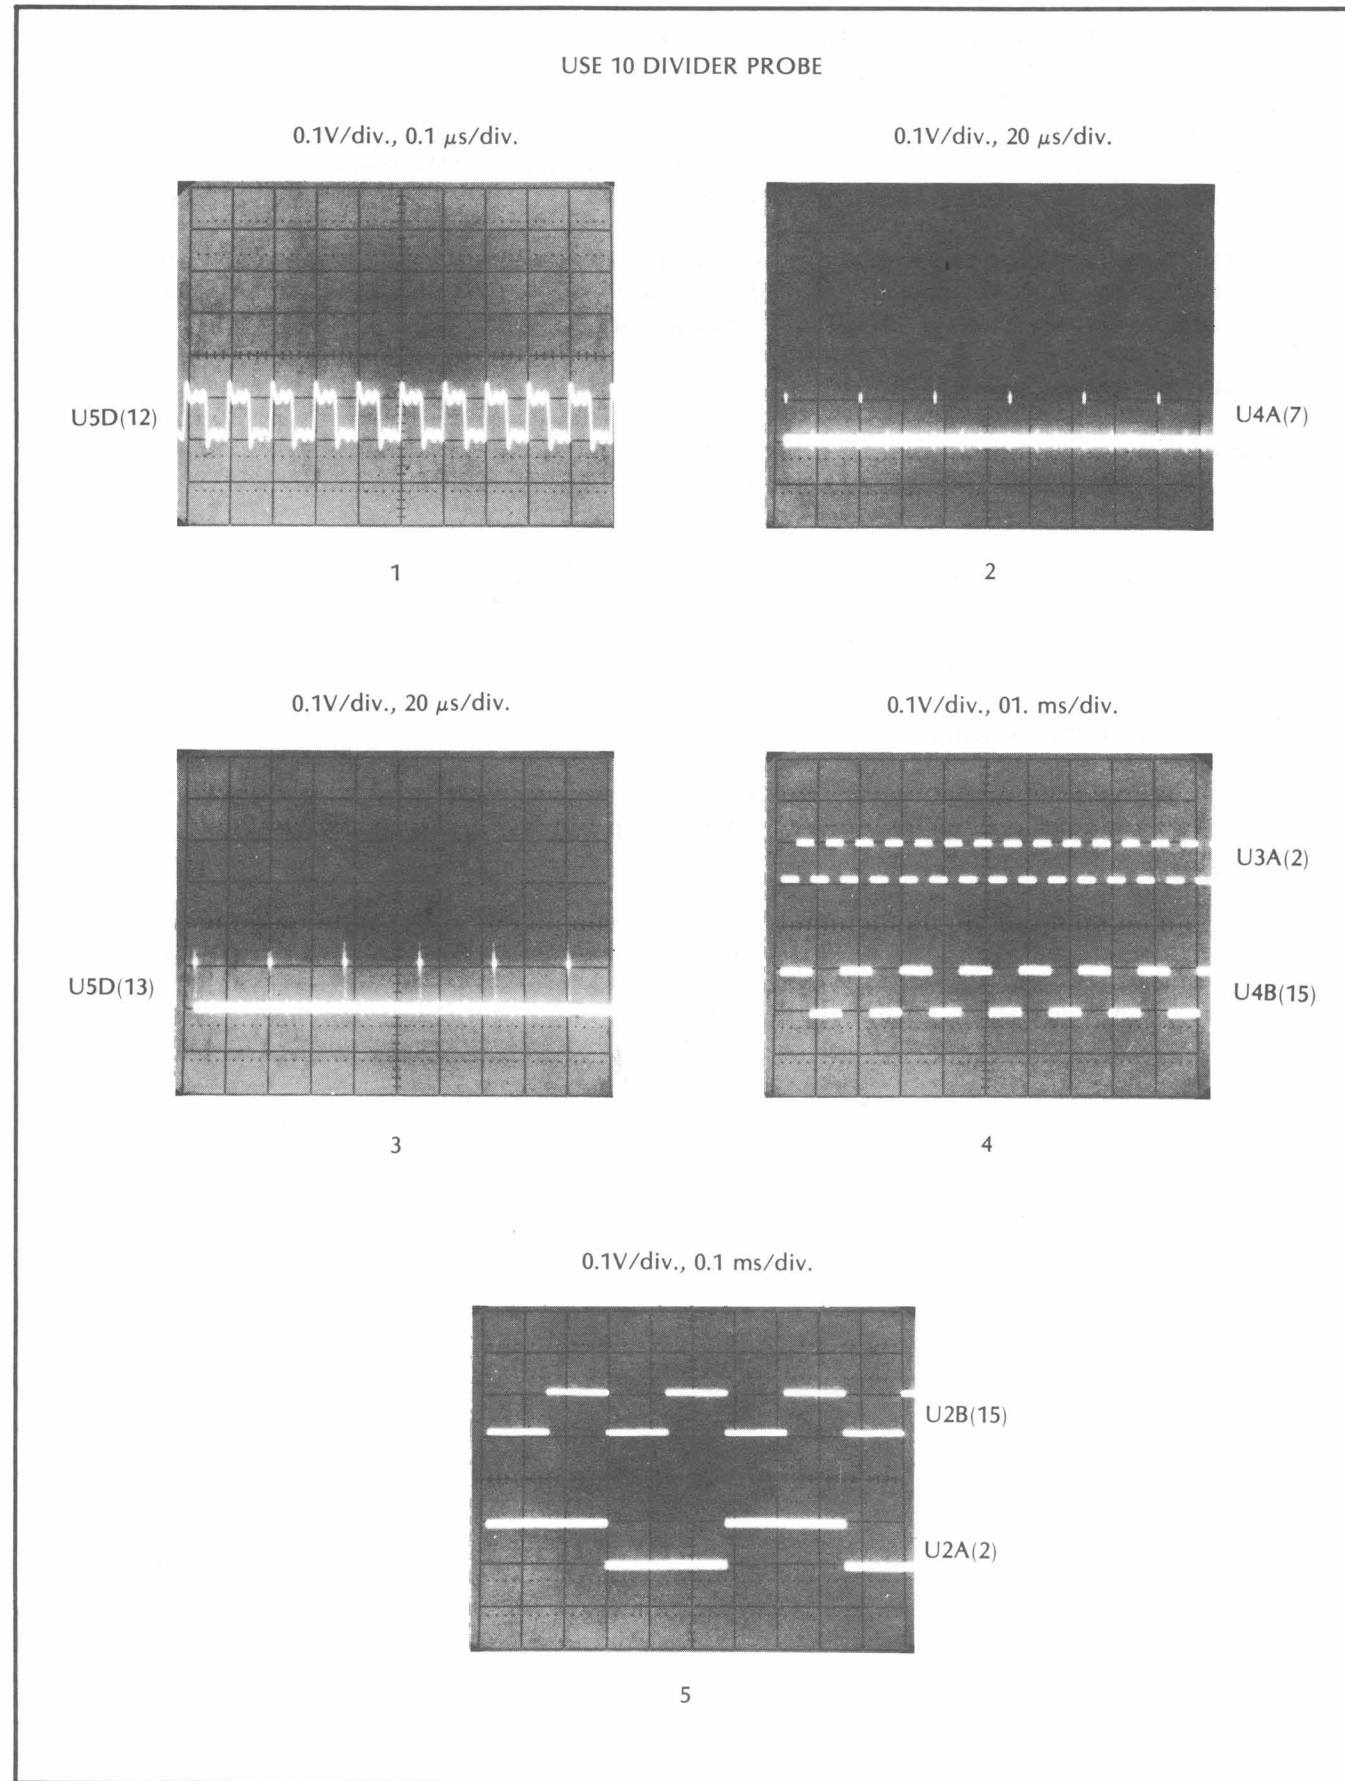 USE 10 DIVIDER PROBE
0.1V/div., 0.1 μs/div.
0.1V/div., 20 μs/div.
U5D(12)
U4A(7)
1
2
0.1V/div., 20 μs/div.
0.1V/div., 01. ms/div.
U3A(2)
U5D(13)
U4B(15)
3
4
0.1V/div., 0.1 ms/div.
U2B(15)
U2A(2)
5